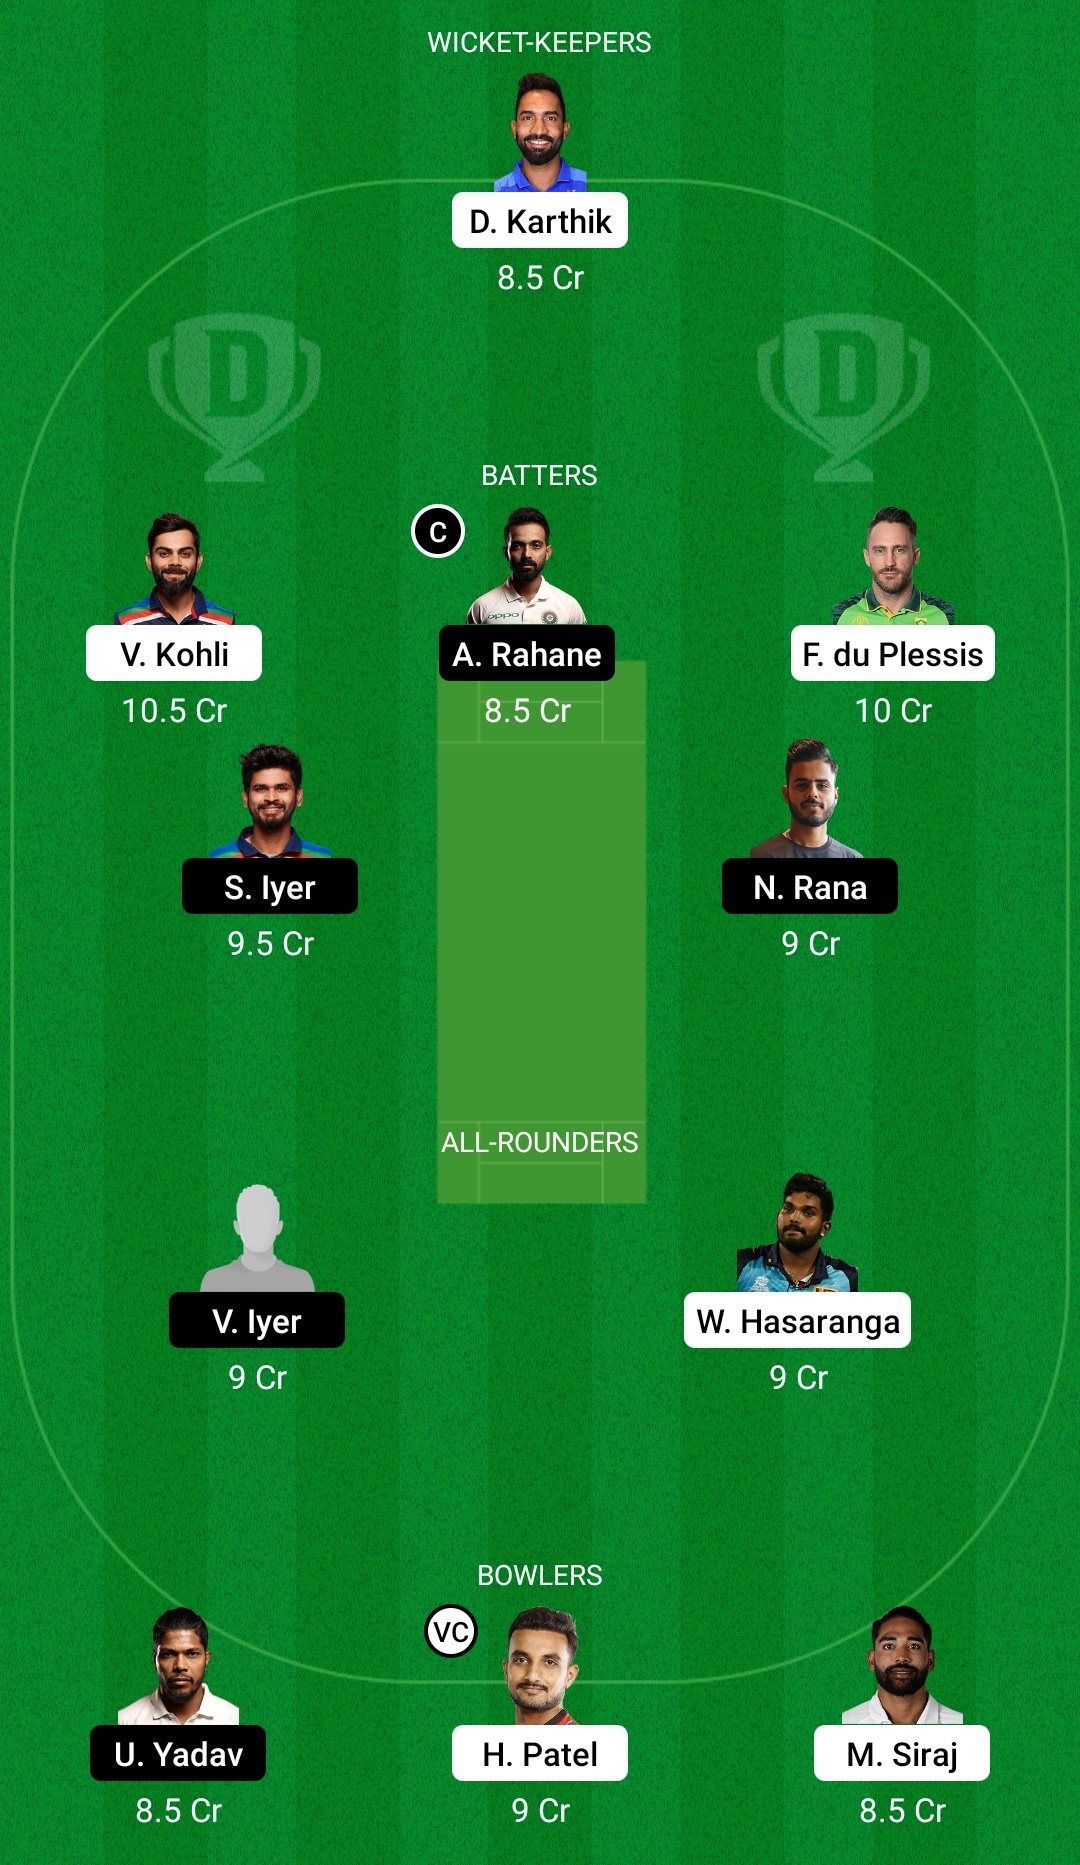 WICKET-KEEPERS
D. Karthik
8.5 Cr
D D
BATTERS
C
oppo
V. Kohli A. Rahane F. du Plessis
10.5 Cr 8.5 Cr 10 Cr
S. Iyer N. Rana
9.5 Cr 9 Cr
ALL-ROUNDERS
V. Iyer W. Hasaranga
9 Cr 9 Cr
BOWLERS
VC
U. Yadav H. Patel M. Siraj
8.5 Cr 9 Cr 8.5 Cr